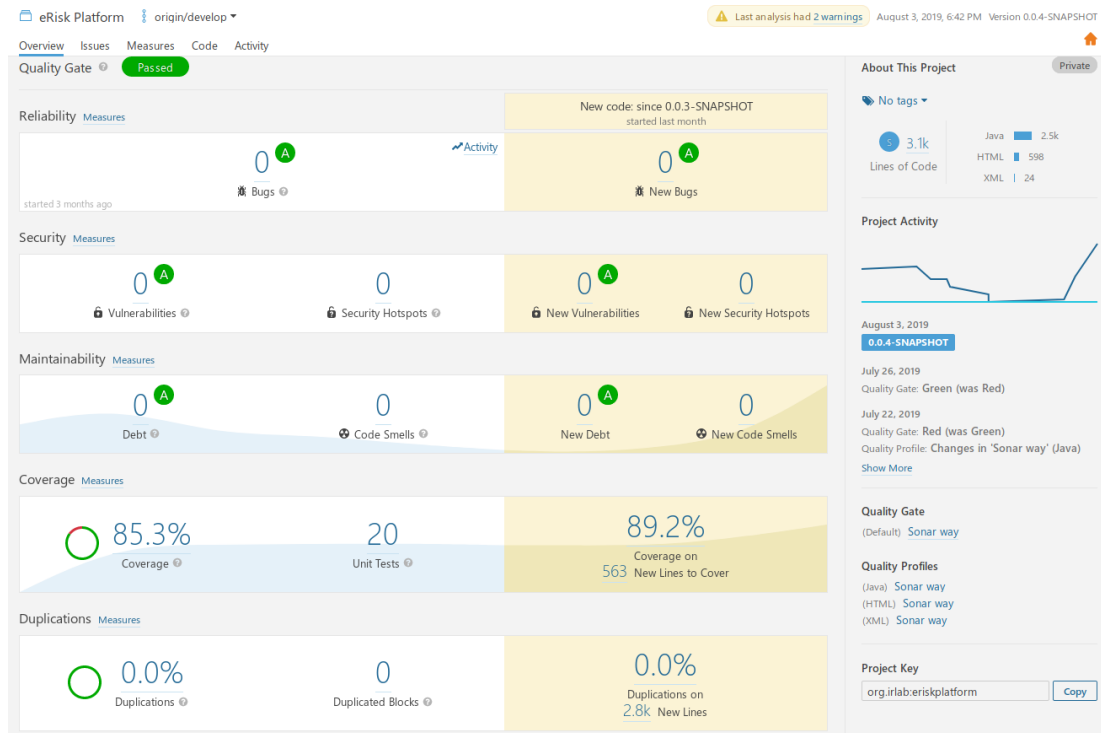 eRisk Platform origin/develop
Last analysis had 2 warnings August 3, 2019, 6:42 PM Version 0.0.4-SNAPSHOT
Overview Issues Measures Code Activity
Quality Gate ? Passed
New code: since 0.0.3-SNAPSHOT
started last month
Reliability Measures
0 A
Bugs ?
Activity
started 3 months ago
0 A
New Bugs
Security Measures
0 A
Vulnerabilities ?
0
Security Hotspots ?
0 A
New Vulnerabilities
0
New Security Hotspots
Maintainability Measures
0 A
Debt ?
0
Code Smells ?
0 A
New Debt
0
New Code Smells
Coverage Measures
85.3%
Coverage ?
20
Unit Tests ?
89.2%
Coverage on
563 New Lines to Cover
Duplications Measures
0.0%
Duplications ?
0
Duplicated Blocks ?
0.0%
Duplications on
2.8k New Lines
About This Project Private
No tags
S 3.1k
Lines of Code
Java 2.5k
HTML 598
XML 24
Project Activity
August 3, 2019
0.0.4-SNAPSHOT
July 26, 2019
Quality Gate: Green (was Red)
July 22, 2019
Quality Gate: Red (was Green)
Quality Profile: Changes in 'Sonar way' (Java)
Show More
Quality Gate
(Default) Sonar way
Quality Profiles
(Java) Sonar way
(HTML) Sonar way
(XML) Sonar way
Project Key
org.irlab:eriskplatform Copy